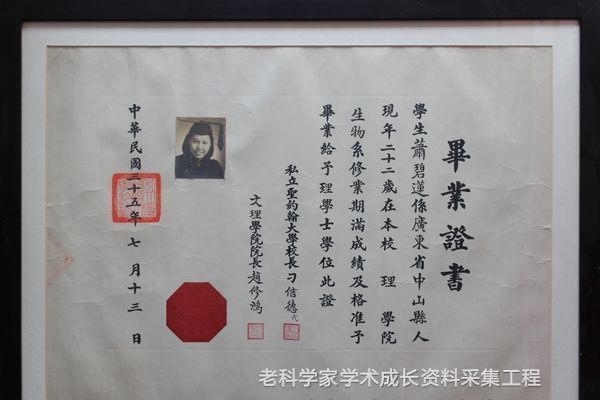 畢業證書
學生蕭碧蓮係廣東省中山縣人
現年二十二歲在本校理學院
生物系修業期滿成績及格准予
畢業給予理學士學位此證
私立聖約翰大學校長刁信德代
文理學院院長趙修鴻
中華民國三十五年七月十三日
老科学家学术成长资料采集工程